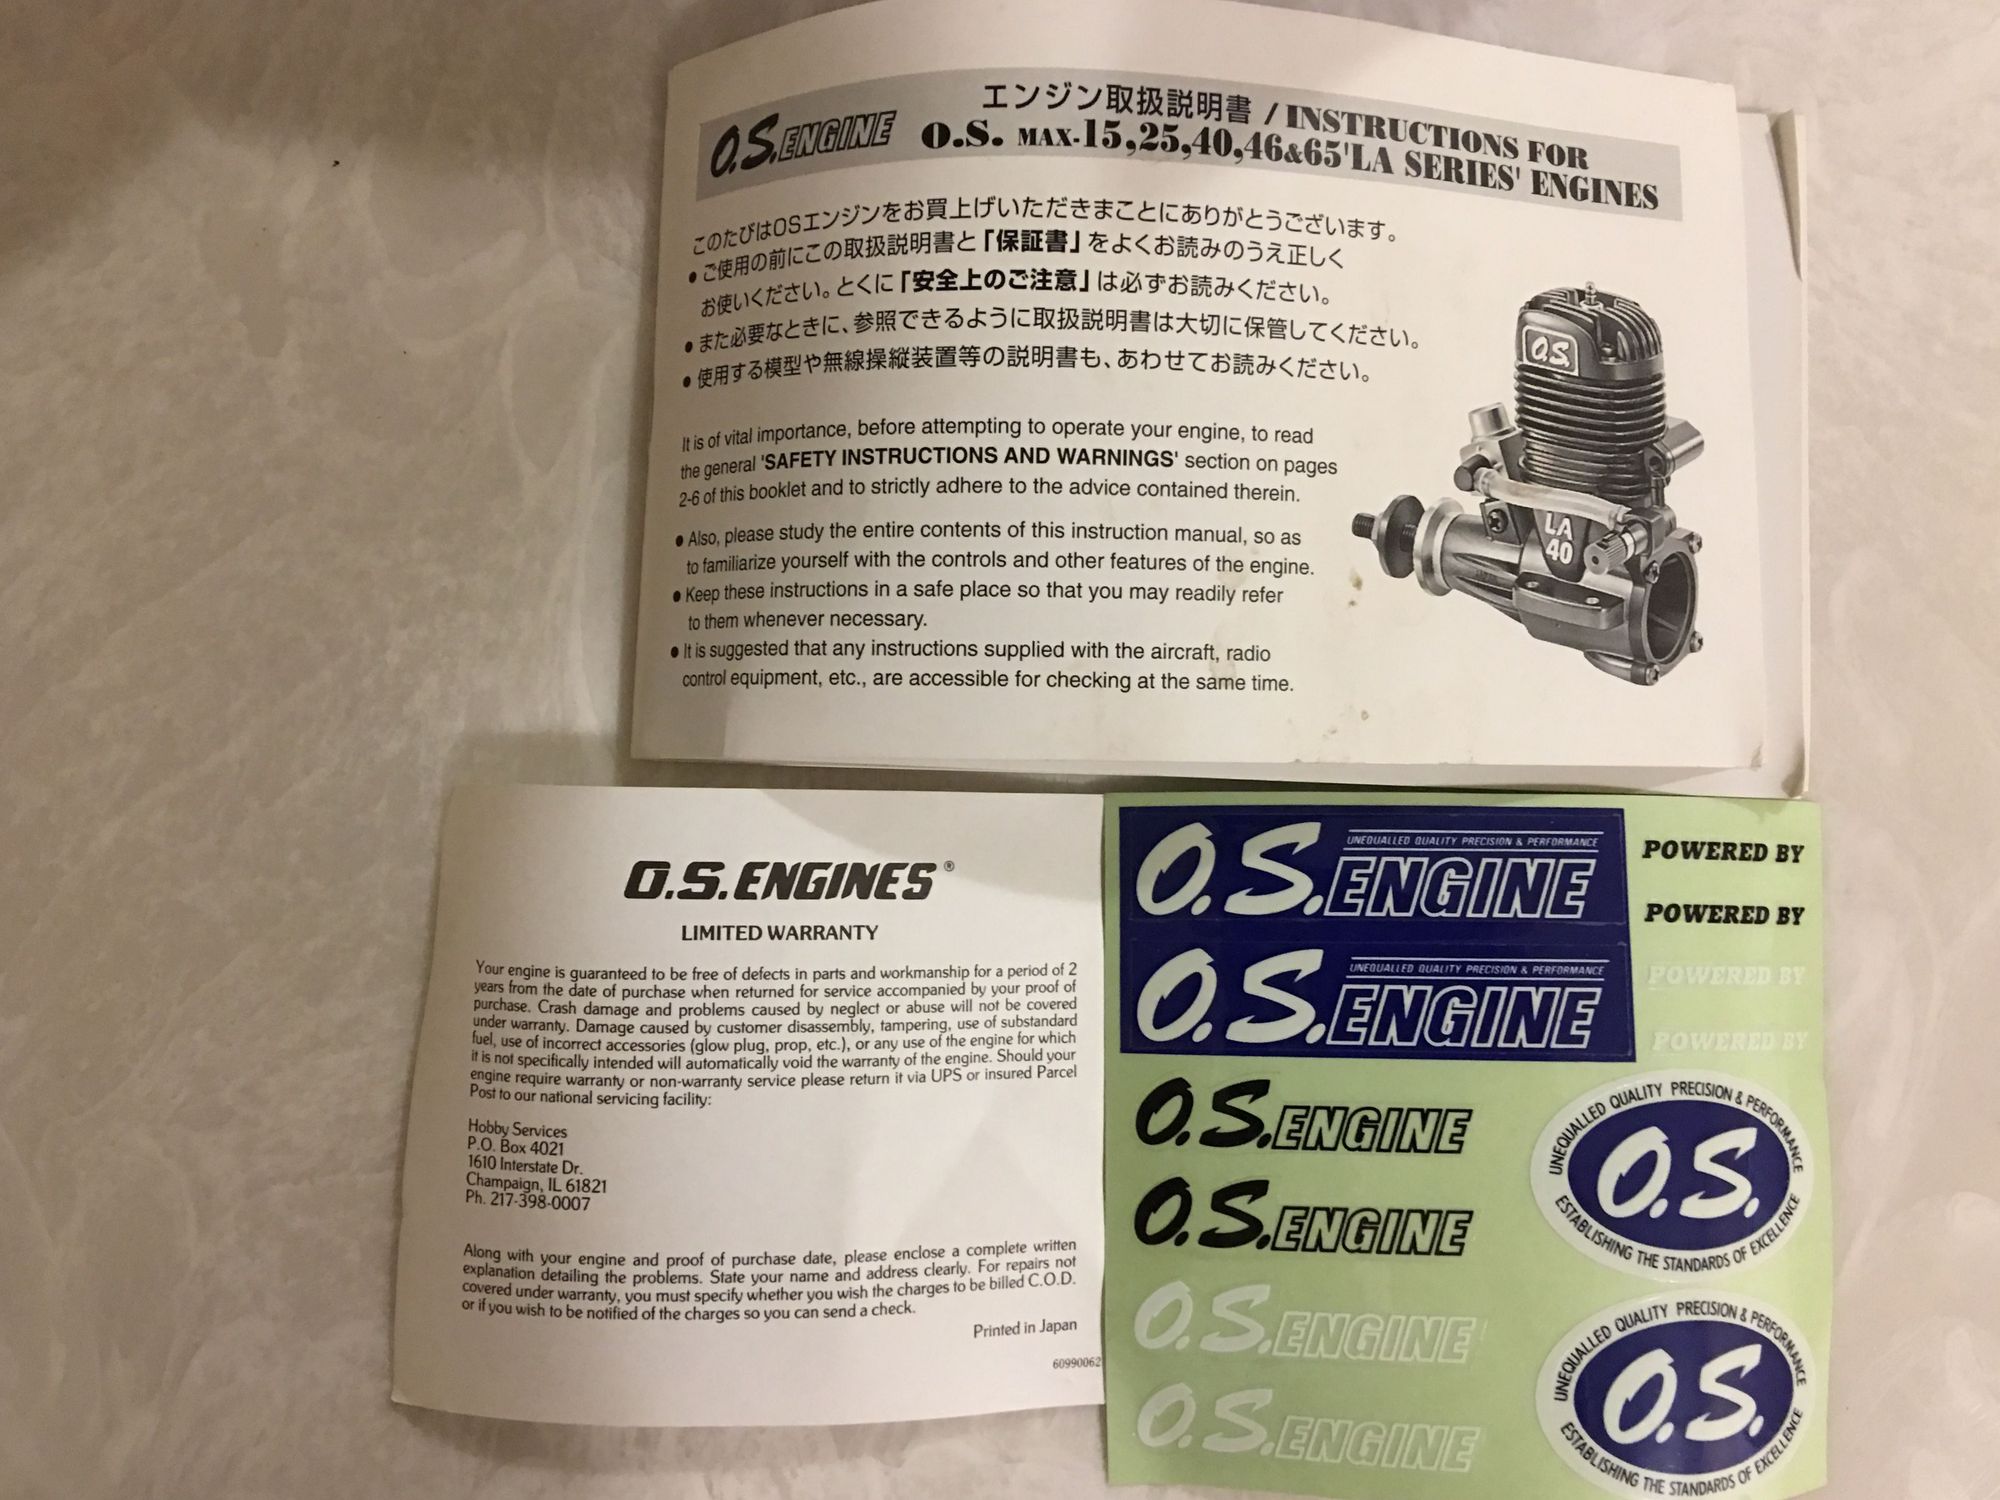 エンジン取扱説明書 / INSTRUCTIONS FOR
O.S.ENGINE O.S. MAX-15,25,40,46&65'LA SERIES' ENGINES
このたびはOSエンジンをお買上げいただきまことにありがとうございます。
● ご使用の前にこの取扱説明書と「保証書」をよくお読みのうえ正しく
お使いください。とくに「安全上のご注意」は必ずお読みください。
● また必要なときに、参照できるように取扱説明書は大切に保管してください。
● 使用する模型や無線操縦装置等の説明書も、あわせてお読みください。
It is of vital importance, before attempting to operate your engine, to read
the general 'SAFETY INSTRUCTIONS AND WARNINGS' section on pages
2-6 of this booklet and to strictly adhere to the advice contained therein.
● Also, please study the entire contents of this instruction manual, so as
to familiarize yourself with the controls and other features of the engine.
● Keep these instructions in a safe place so that you may readily refer
to them whenever necessary.
● It is suggested that any instructions supplied with the aircraft, radio
control equipment, etc., are accessible for checking at the same time.
O.S.
LA
40
O.S.ENGINES®
LIMITED WARRANTY
Your engine is guaranteed to be free of defects in parts and workmanship for a period of 2
years from the date of purchase when returned for service accompanied by your proof of
purchase. Crash damage and problems caused by neglect or abuse will not be covered
under warranty. Damage caused by customer disassembly, tampering, use of substandard
fuel, use of incorrect accessories (glow plug, prop, etc.), or any use of the engine for which
it is not specifically intended will automatically void the warranty of the engine. Should your
engine require warranty or non-warranty service please return it via UPS or insured Parcel
Post to our national servicing facility:
Hobby Services
P.O. Box 4021
1610 Interstate Dr.
Champaign, IL 61821
Ph. 217-398-0007
Along with your engine and proof of purchase date, please enclose a complete written
explanation detailing the problems. State your name and address clearly. For repairs not
covered under warranty, you must specify whether you wish the charges to be billed C.O.D.
or if you wish to be notified of the charges so you can send a check.
Printed in Japan
60990062
UNEQUALLED QUALITY PRECISION & PERFORMANCE
O.S.ENGINE
UNEQUALLED QUALITY PRECISION & PERFORMANCE
O.S.ENGINE
O.S.ENGINE
O.S.ENGINE
O.S.ENGINE
O.S.ENGINE
POWERED BY
POWERED BY
POWERED BY
POWERED BY
UNEQUALLED QUALITY PRECISION & PERFORMANCE
O.S.
ESTABLISHING THE STANDARDS OF EXCELLENCE
UNEQUALLED QUALITY PRECISION & PERFORMANCE
O.S.
ESTABLISHING THE STANDARDS OF EXCELLENCE